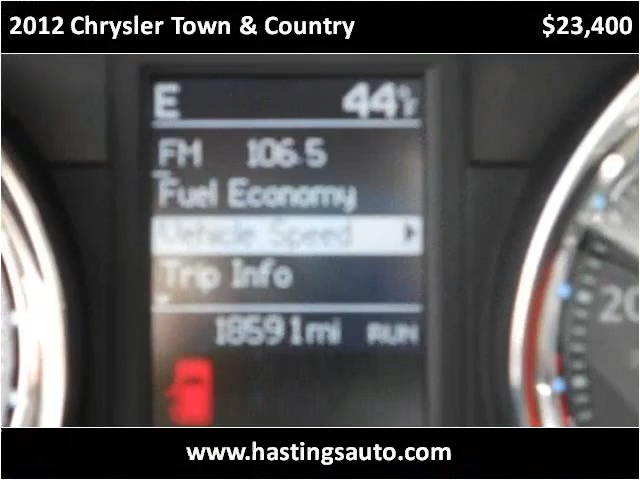 2012 Chrysler Town & Country $23,400
E 44°F
FM 106.5
Fuel Economy
Vehicle Speed
Trip Info
18591mi RUN
20
www.hastingsauto.com